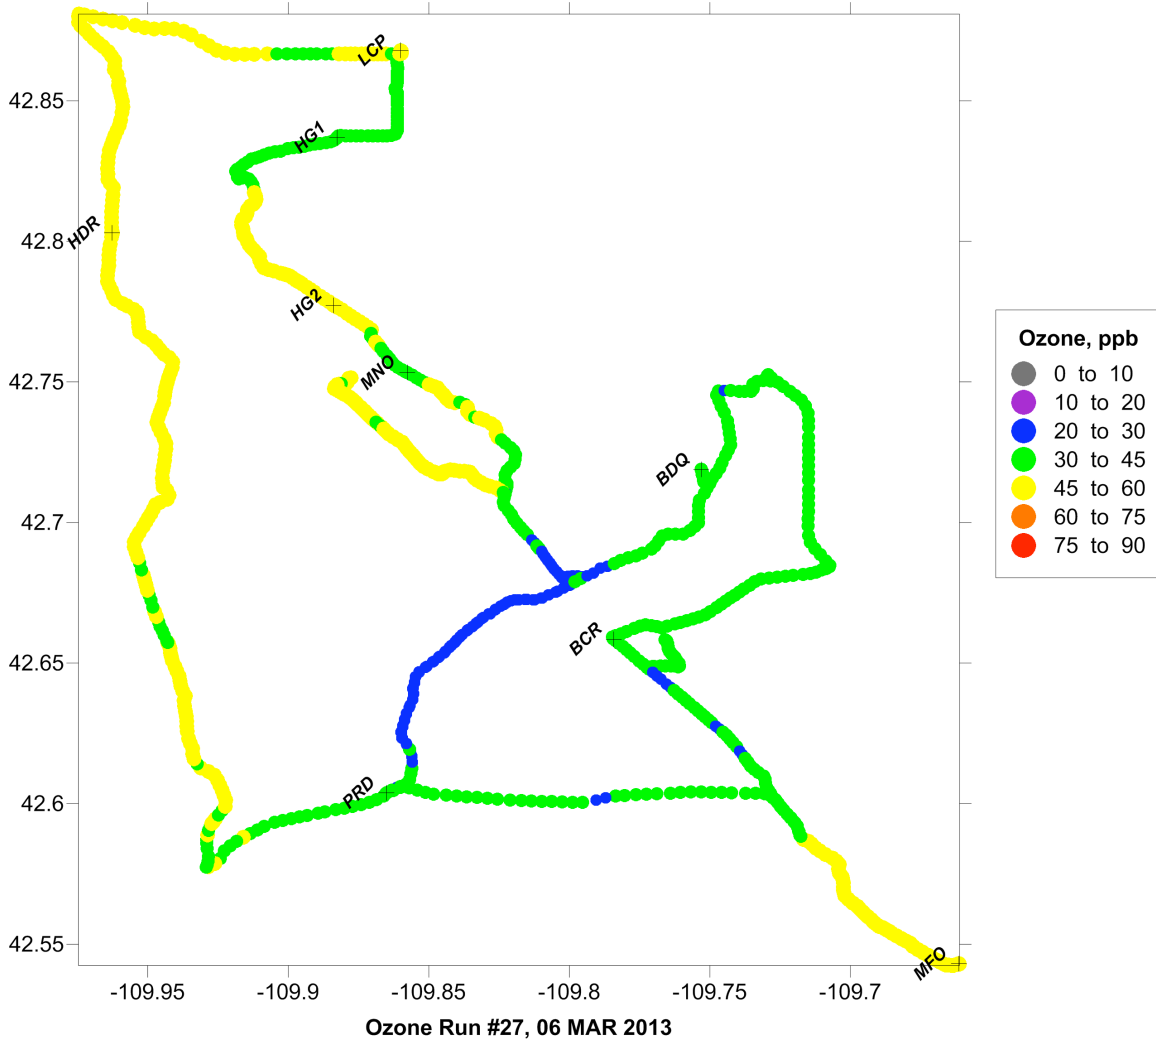 LCP
42.85
HG1
HDR
42.8
HG2
MNO
42.75
BDQ
42.7
BCR
42.65
PRD
42.6
MFO
42.55
-109.95 -109.9 -109.85 -109.8 -109.75 -109.7
Ozone Run #27, 06 MAR 2013
Ozone, ppb
0 to 10
10 to 20
20 to 30
30 to 45
45 to 60
60 to 75
75 to 90